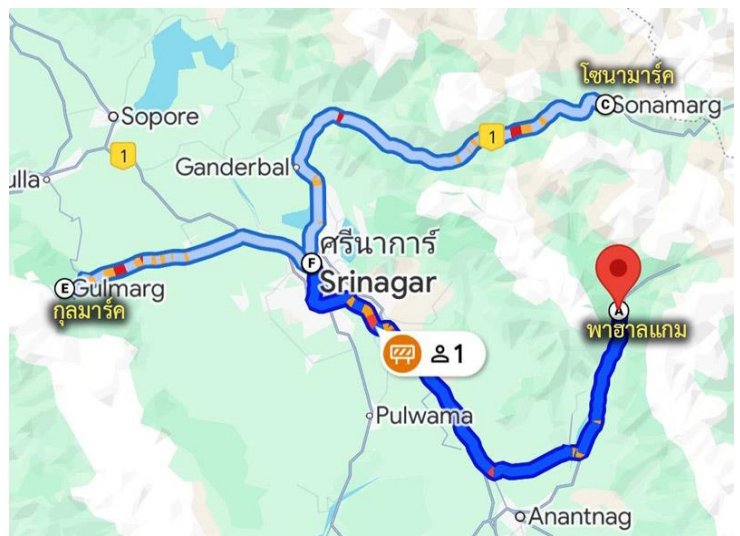 โซนามาร์ค
C Sonamarg
Sopore
1
1
Ganderbal
ulla
ศรีนาการ์
F
Srinagar
E Gulmarg
กุลมาร์ค
A
พาฮาลแกม
1
Pulwama
Anantnag